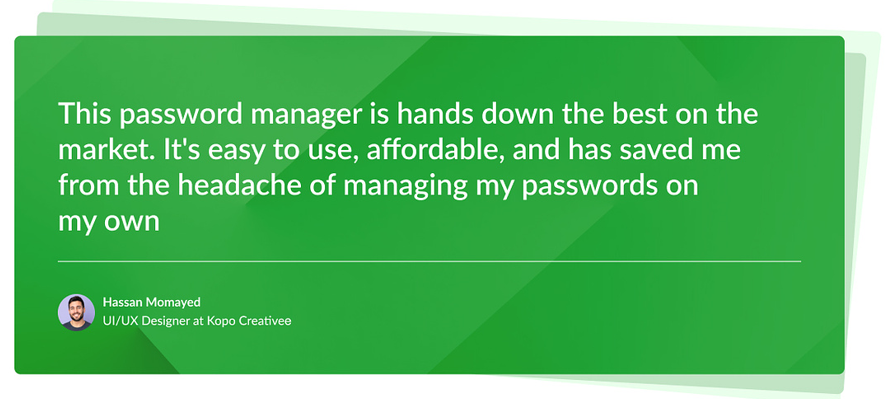 This password manager is hands down the best on the
market. It's easy to use, affordable, and has saved me
from the headache of managing my passwords on
my own
Hassan Momayed
UI/UX Designer at Kopo Creativee